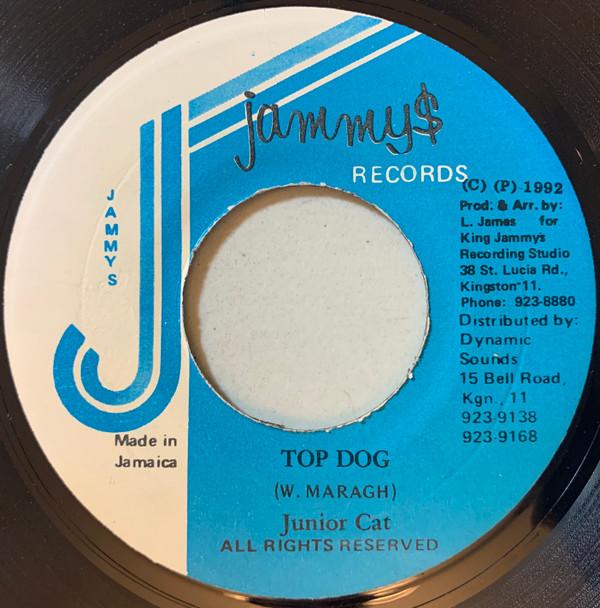 jammy$
RECORDS
JAMMYS
(C) (P) 1992
Prod. & Arr. by:
L. James for
King Jammys
Recording Studio
38 St. Lucia Rd.,
Kingston 11.
Phone: 923-8880
Distributed by:
Dynamic
Sounds
15 Bell Road,
Kgn., 11
923-9138
923-9168
Made in
Jamaica
TOP DOG
(W. MARAGH)
Junior Cat
ALL RIGHTS RESERVED